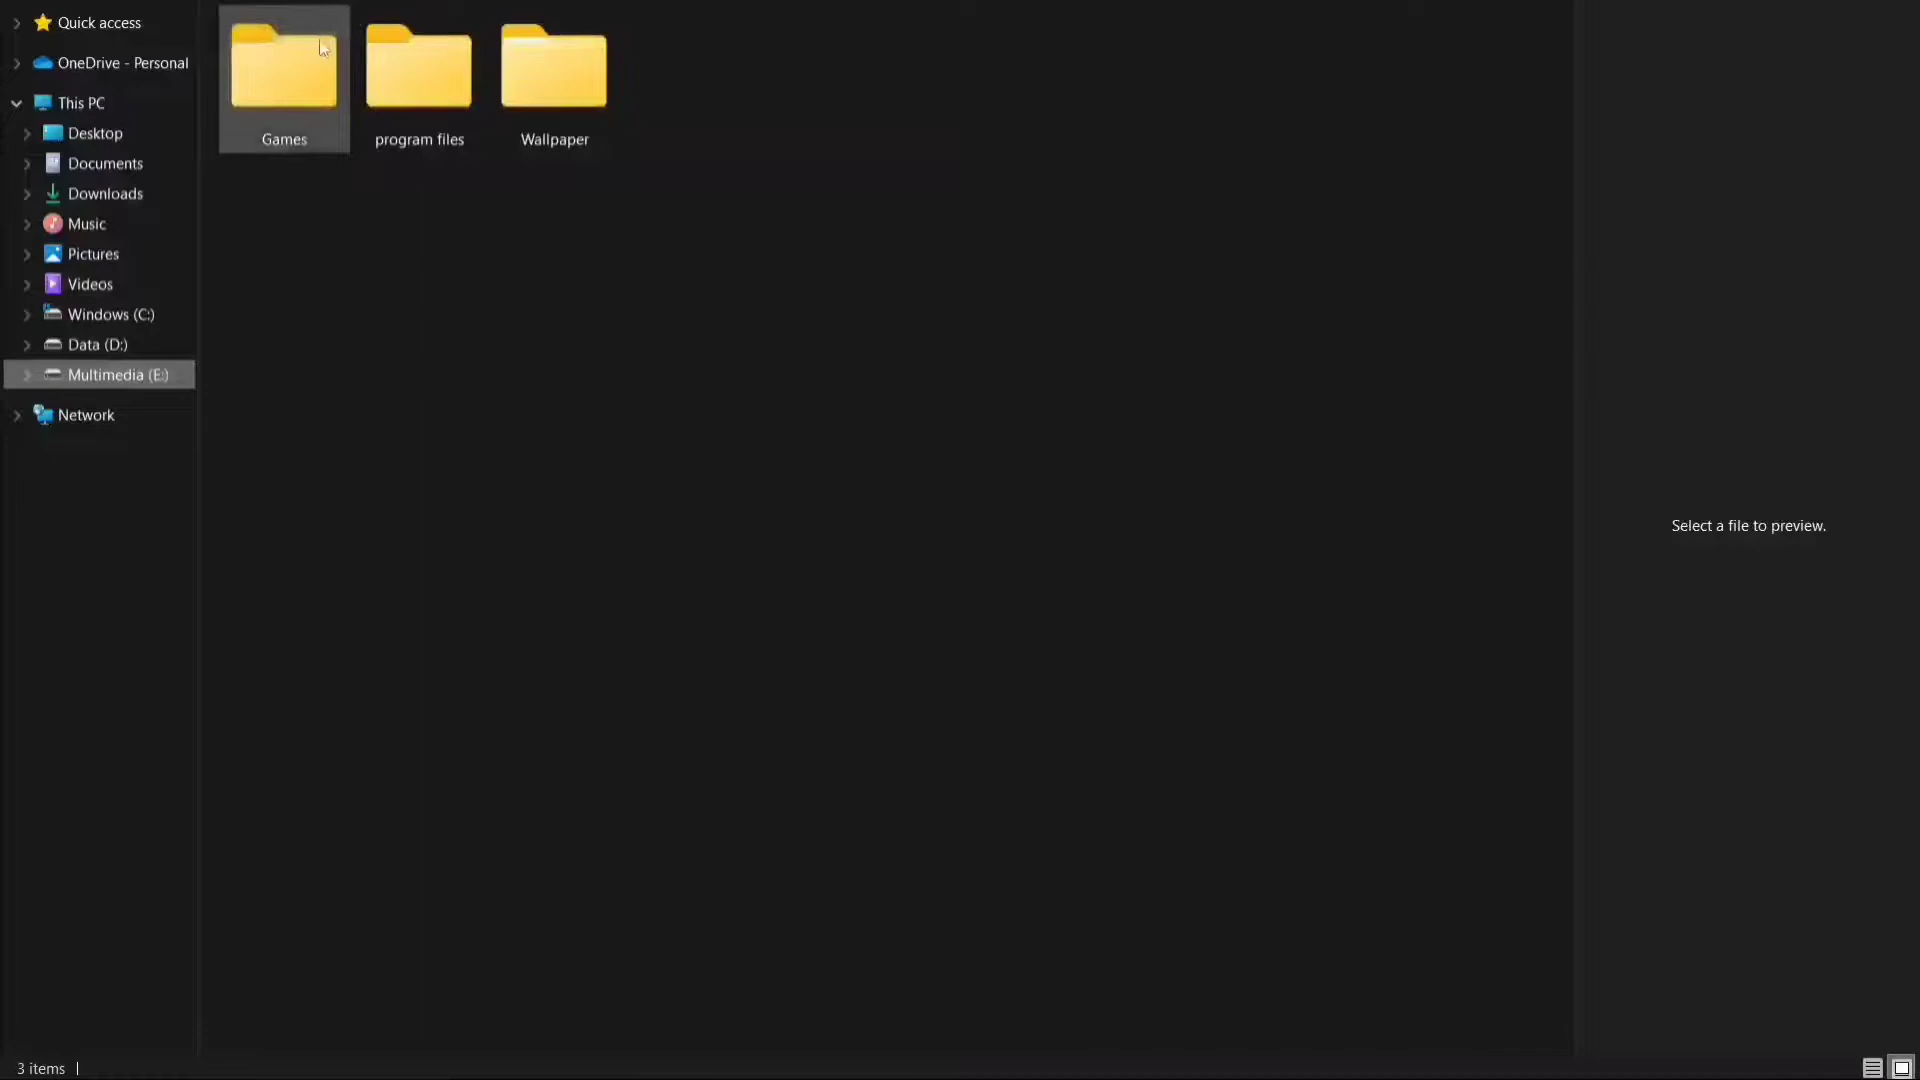 Quick access
OneDrive - Personal
This PC
Desktop
Documents
Downloads
Music
Pictures
Videos
Windows (C:)
Data (D:)
Multimedia (E:)
Network
Games
program files
Wallpaper
Select a file to preview.
3 items